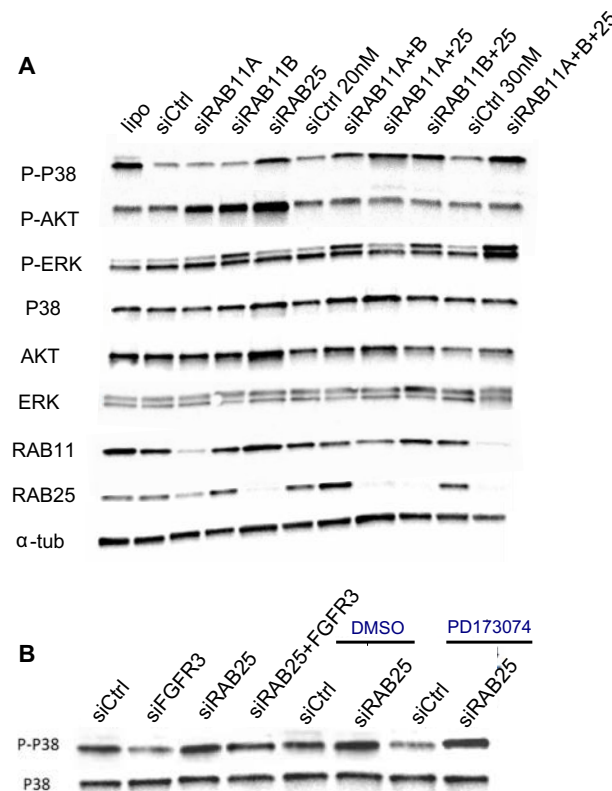 A
lipo
siCtrl
siRAB11A
siRAB11B
siRAB25
siCtrl 20nM
siRAB11A+B
siRAB11A+25
siRAB11B+25
siCtrl 30nM
siRAB11A+B+25
P-P38
P-AKT
P-ERK
P38
AKT
ERK
RAB11
RAB25
α-tub
B
siCtrl
siFGFR3
siRAB25
siRAB25+FGFR3
DMSO
siCtrl
siRAB25
PD173074
siCtrl
siRAB25
P-P38
P38